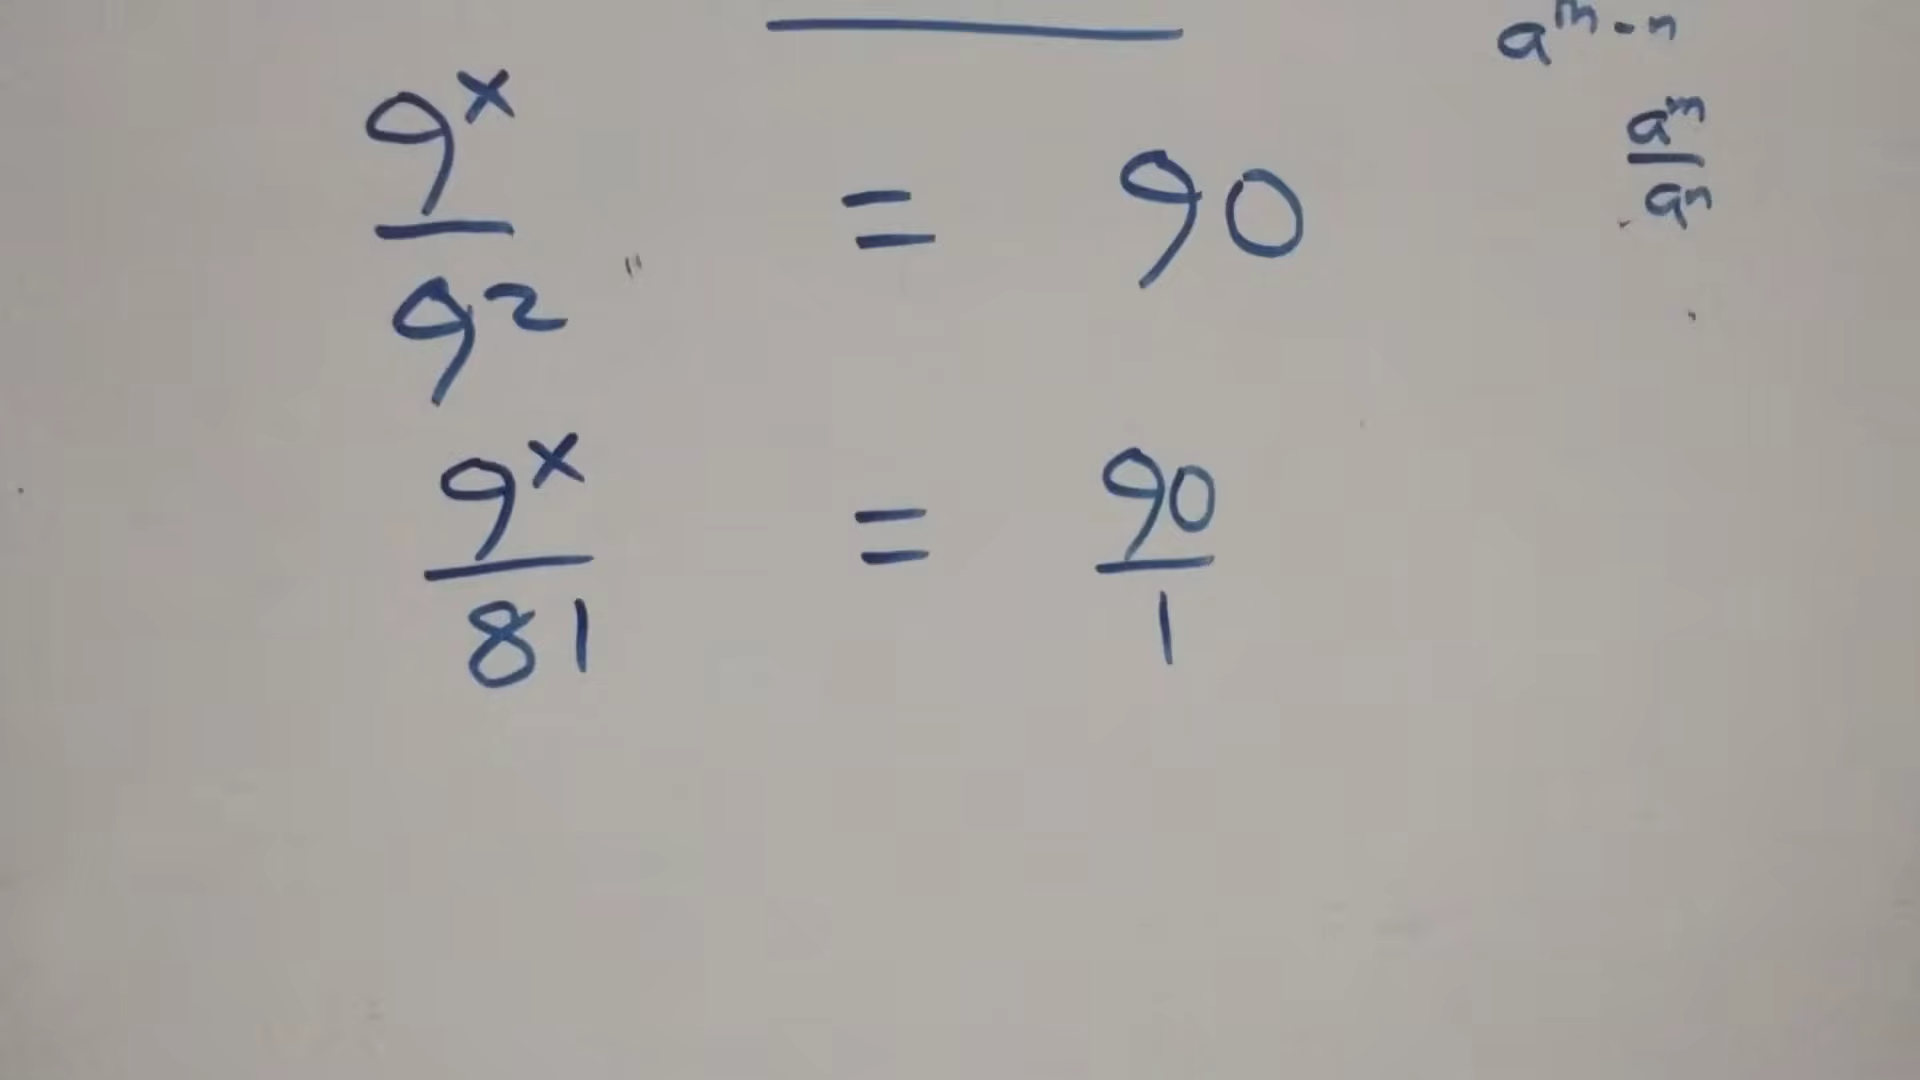 a^m-n
9^x/9^2 = 90
a^m/a^n
9^x/81 = 90/1